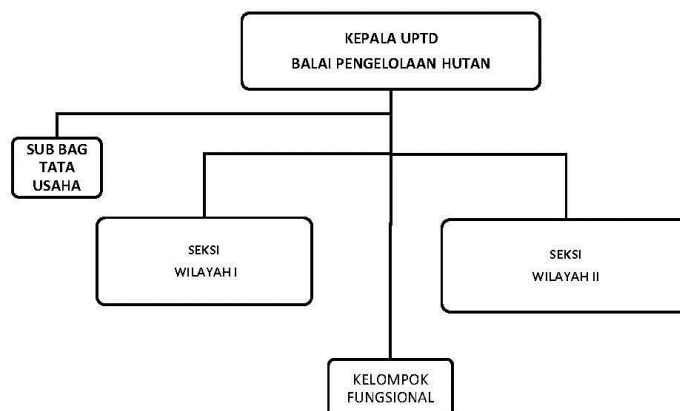 KEPALA UPTD
BALAI PENGELOLAAN HUTAN
SUB BAG
TATA
USAHA
SEKSI
WILAYAH I
SEKSI
WILAYAH II
KELOMPOK
FUNGSIONAL